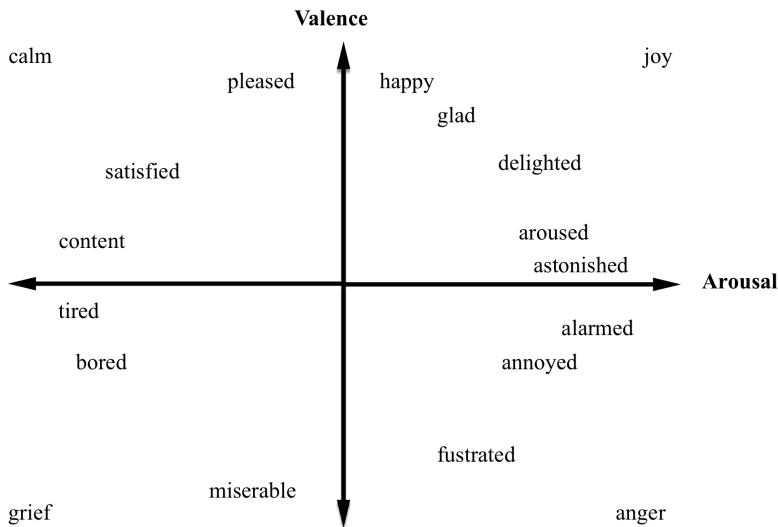 Valence
calm
joy
pleased
happy
glad
delighted
satisfied
aroused
content
astonished
Arousal
tired
alarmed
bored
annoyed
fustrated
miserable
grief
anger